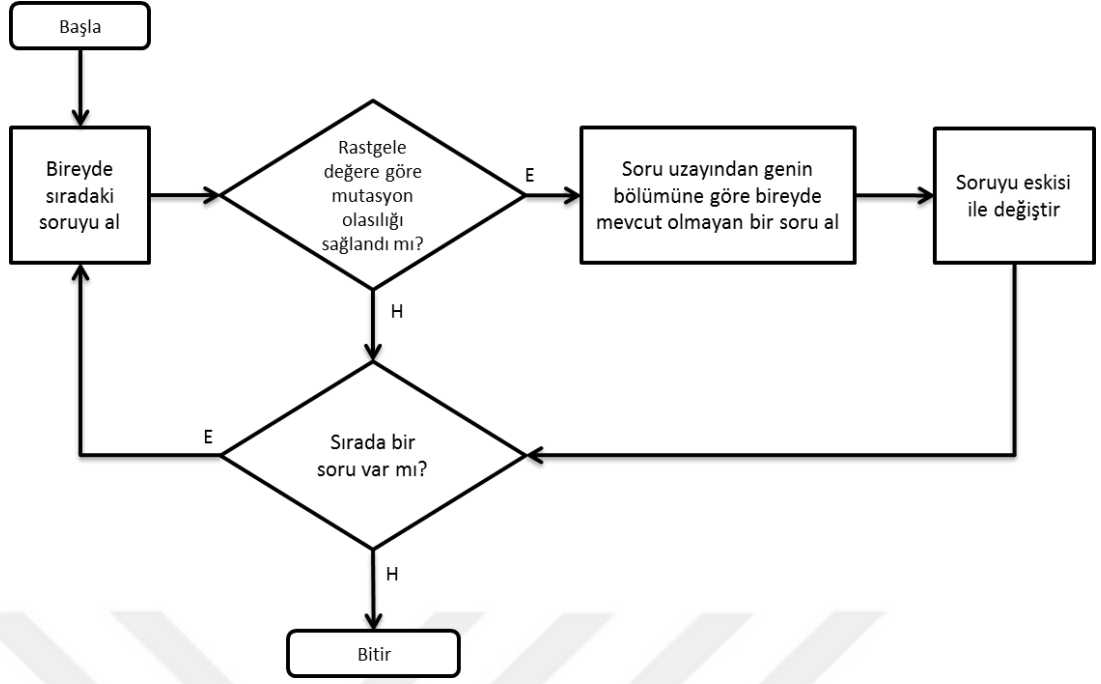 Başla
Bireyde
sıradaki
soruyu al
Rastgele
değere göre
mutasyon
olasılığı
sağlandı mı?
E
Soru uzayından genin
bölümüne göre bireyde
mevcut olmayan bir soru al
Soruyu eskisi
ile değiştir
H
Sırada bir
soru var mı?
E
H
Bitir